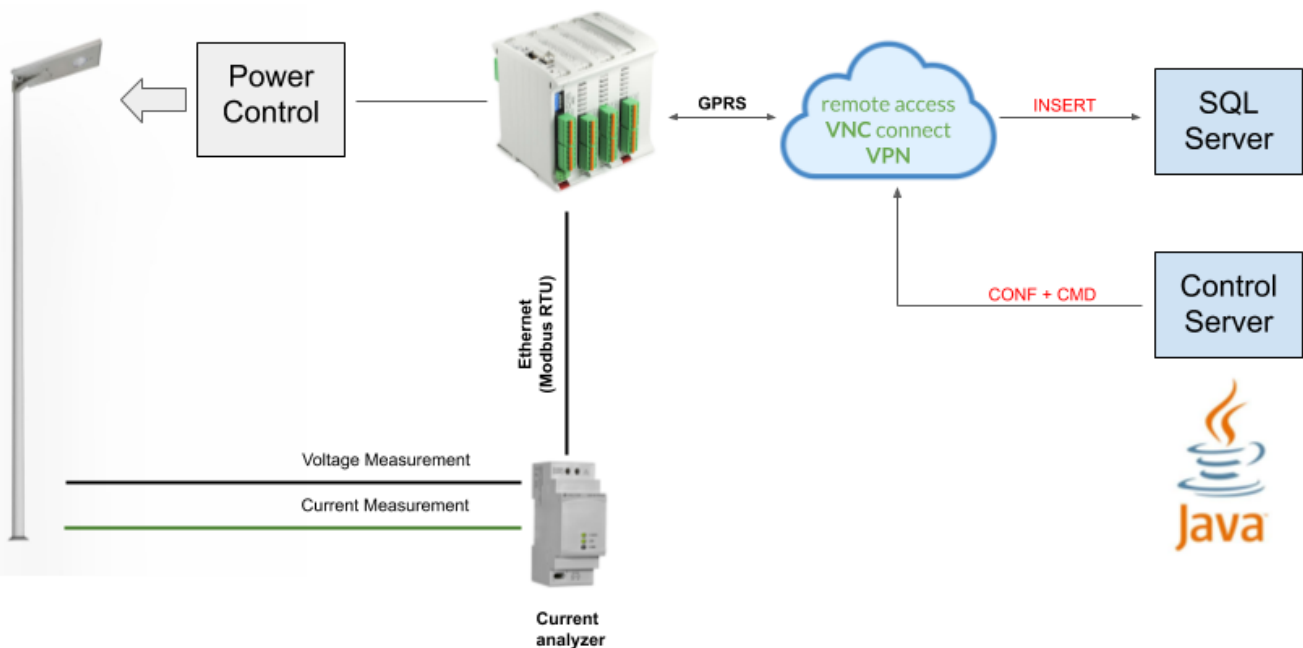 Power
Control
GPRS
remote access
VNC connect
VPN
INSERT
SQL
Server
CONF + CMD
Control
Server
Java
Ethernet
(Modbus RTU)
Voltage Measurement
Current Measurement
Current
analyzer